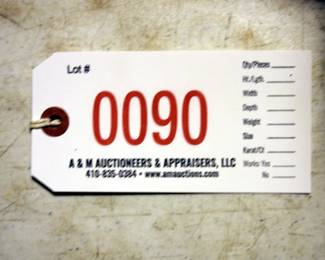 Lot #
0090
A & M AUCTIONEERS & APPRAISERS, LLC
410-835-0384 • www.amauctions.com
Qty/Pieces
Ht./Lgth.
Width
Depth
Weight
Size
Karat/Ct
Works: Yes
No